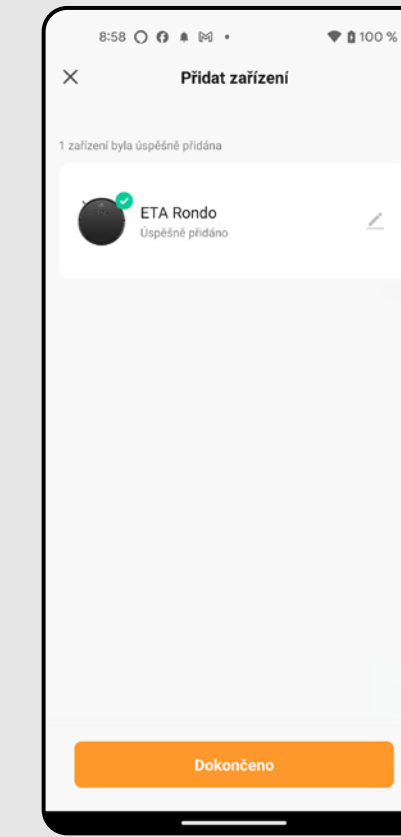 8:58 100 %
Přidat zařízení
1 zařízení byla úspěšně přidána
ETA Rondo
Úspěšně přidáno
Dokončeno